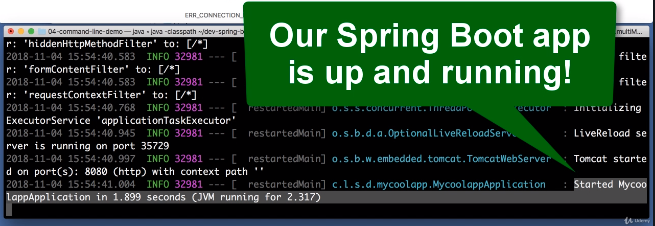 ERR_CONNECTION_
Our Spring Boot app
is up and running!
04-command-line-demo — java ‹ java -classpath ~/dev-spring-b
r: 'hiddenHttpMethodFilter' to: [/*]
2018-11-04 15:54:40.583 INFO 32981 --- [ filte
r: 'formContentFilter' to: [/*]
2018-11-04 15:54:40.583 INFO 32981 --- [ filte
r: 'requestContextFilter' to: [/*]
2018-11-04 15:54:40.768 INFO 32981 --- [ restartedMain] o.s.s.concurrent. : Initializing
ExecutorService 'applicationTaskExecutor'
2018-11-04 15:54:40.945 INFO 32981 --- [ restartedMain] o.s.b.d.a.OptionalLiveReloadServ : LiveReload se
rver is running on port 35729
2018-11-04 15:54:40.997 INFO 32981 --- [ restartedMain] o.s.b.w.embedded.tomcat.TomcatWebServer : Tomcat starte
d on port(s): 8080 (http) with context path ''
2018-11-04 15:54:41.004 INFO 32981 --- [ restartedMain] c.l.s.d.mycoolapp.MycoolappApplication : Started Mycoo
lappApplication in 1.899 seconds (JVM running for 2.317)
Udemy